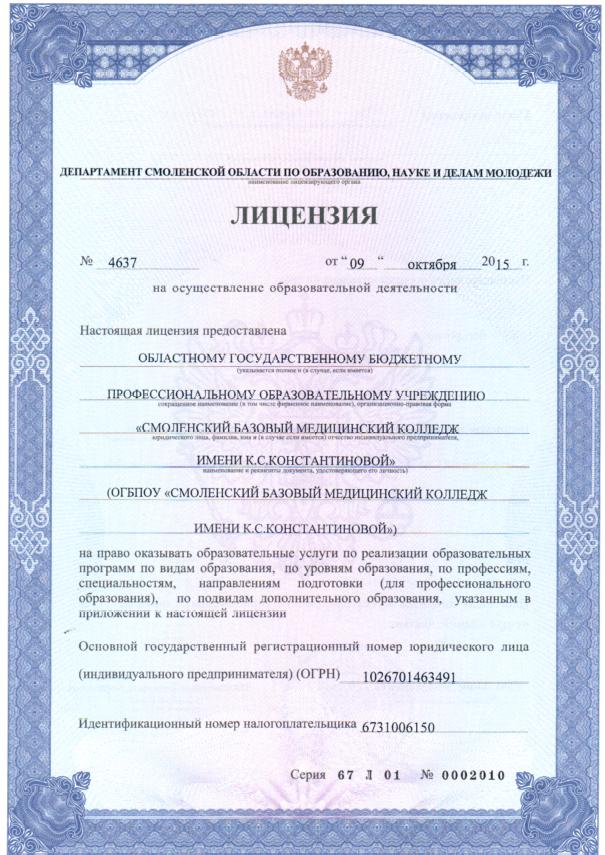 ДЕПАРТАМЕНТ СМОЛЕНСКОЙ ОБЛАСТИ ПО ОБРАЗОВАНИЮ, НАУКЕ И ДЕЛАМ МОЛОДЕЖИ
наименование лицензирующего органа
ЛИЦЕНЗИЯ
№ 4637 от “ 09 “ октября 2015 г.
на осуществление образовательной деятельности
Настоящая лицензия предоставлена
ОБЛАСТНОМУ ГОСУДАРСТВЕННОМУ БЮДЖЕТНОМУ
(указывается полное и (в случае, если имеется)
ПРОФЕССИОНАЛЬНОМУ ОБРАЗОВАТЕЛЬНОМУ УЧРЕЖДЕНИЮ
сокращенное наименование (в том числе фирменное наименование), организационно-правовая форма
«СМОЛЕНСКИЙ БАЗОВЫЙ МЕДИЦИНСКИЙ КОЛЛЕДЖ
юридического лица, фамилия, имя и (в случае если имеется) отчество индивидуального предпринимателя,
ИМЕНИ К.С.КОНСТАНТИНОВОЙ»
наименование и реквизиты документа, удостоверяющего его личность)
(ОГБПОУ «СМОЛЕНСКИЙ БАЗОВЫЙ МЕДИЦИНСКИЙ КОЛЛЕДЖ
ИМЕНИ К.С.КОНСТАНТИНОВОЙ»)
на право оказывать образовательные услуги по реализации образовательных
программ по видам образования, по уровням образования, по профессиям,
специальностям, направлениям подготовки (для профессионального
образования), по подвидам дополнительного образования, указанным в
приложении к настоящей лицензии
Основной государственный регистрационный номер юридического лица
(индивидуального предпринимателя) (ОГРН) 1026701463491
Идентификационный номер налогоплательщика 6731006150
Серия 67 Л 01 № 0002010